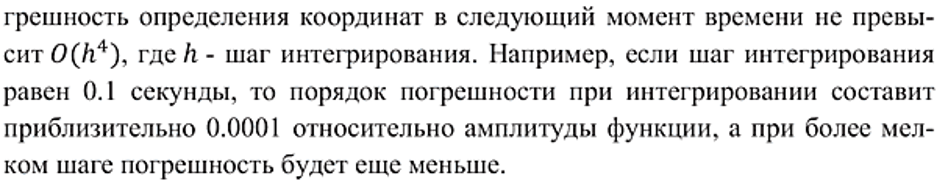 грешность определения координат в следующий момент времени не превы-
сит O(h⁴), где h - шаг интегрирования. Например, если шаг интегрирования
равен 0.1 секунды, то порядок погрешности при интегрировании составит
приблизительно 0.0001 относительно амплитуды функции, а при более мел-
ком шаге погрешность будет еще меньше.